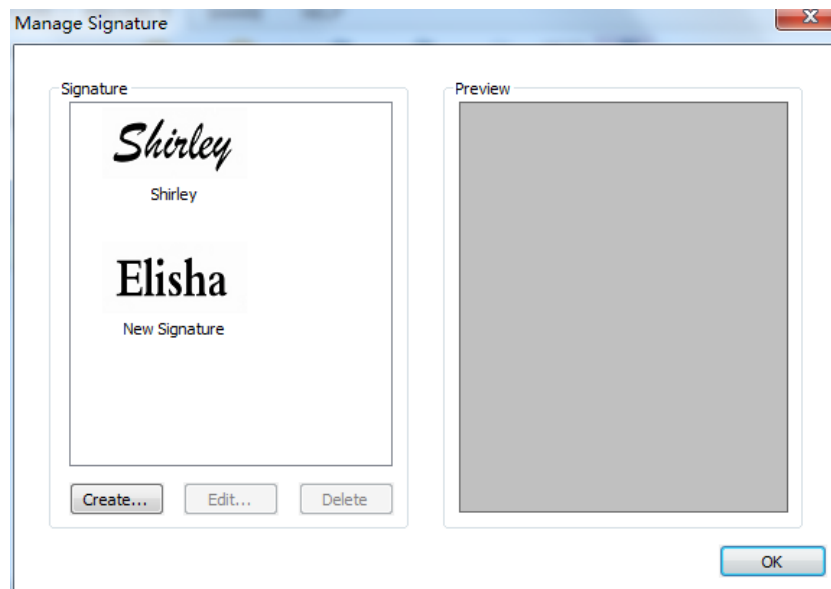 Manage Signature
Signature
Shirley
Shirley
Elisha
New Signature
Create...
Edit...
Delete
Preview
OK